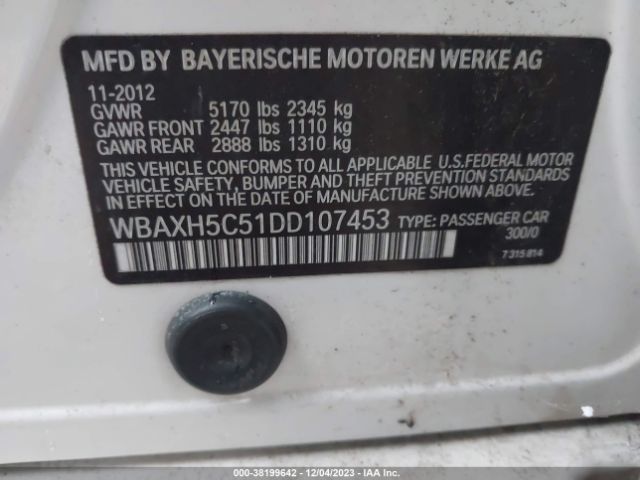 MFD BY BAYERISCHE MOTOREN WERKE AG
11-2012
GVWR 5170 lbs 2345 kg
GAWR FRONT 2447 lbs 1110 kg
GAWR REAR 2888 lbs 1310 kg
THIS VEHICLE CONFORMS TO ALL APPLICABLE U.S.FEDERAL MOTOR
VEHICLE SAFETY, BUMPER AND THEFT PREVENTION STANDARDS
IN EFFECT ON THE DATE OF MANUFACTURE SHOWN ABOVE.
WBAXH5C51DD107453 TYPE: PASSENGER CAR
300/0
7 315 814
000-38199642 - 12/04/2023 - IAA Inc.